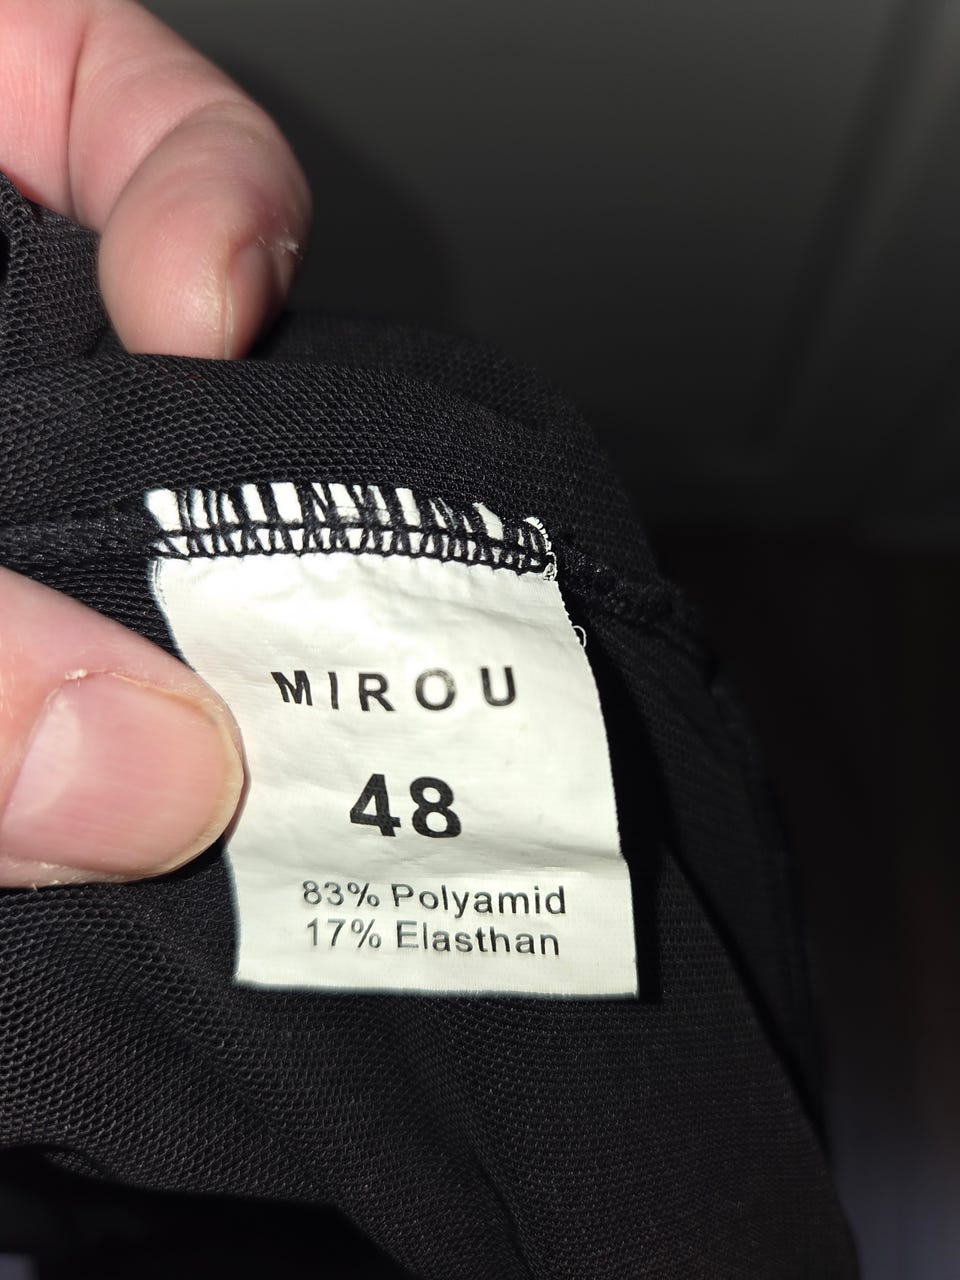 MIROU
48
83% Polyamid
17% Elasthan